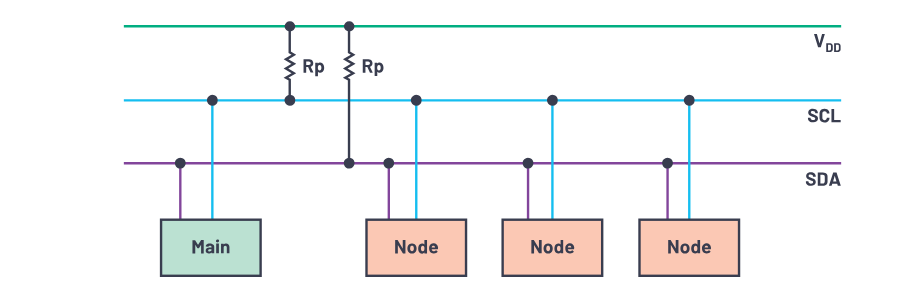 V_DD
Rp
Rp
SCL
SDA
Main
Node
Node
Node